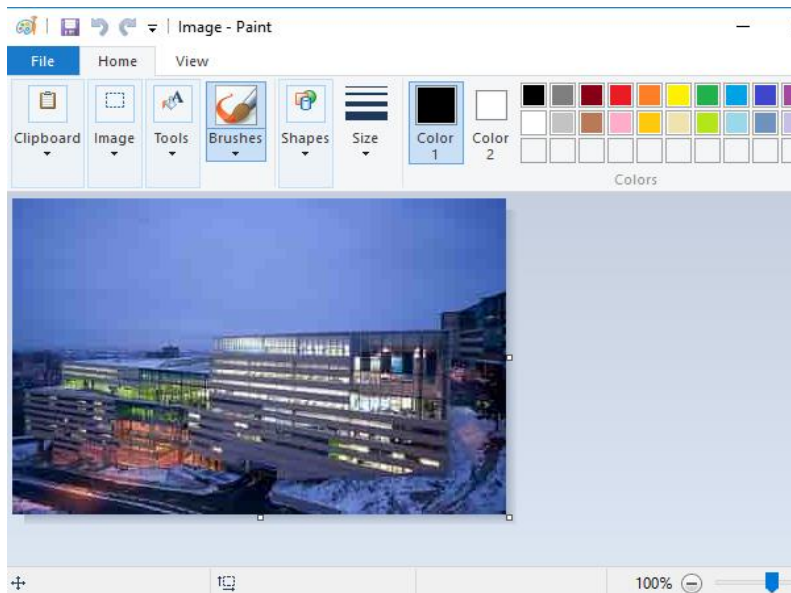 Image - Paint
File Home View
Clipboard Image Tools Brushes Shapes Size Color 1 Color 2
Colors
100%